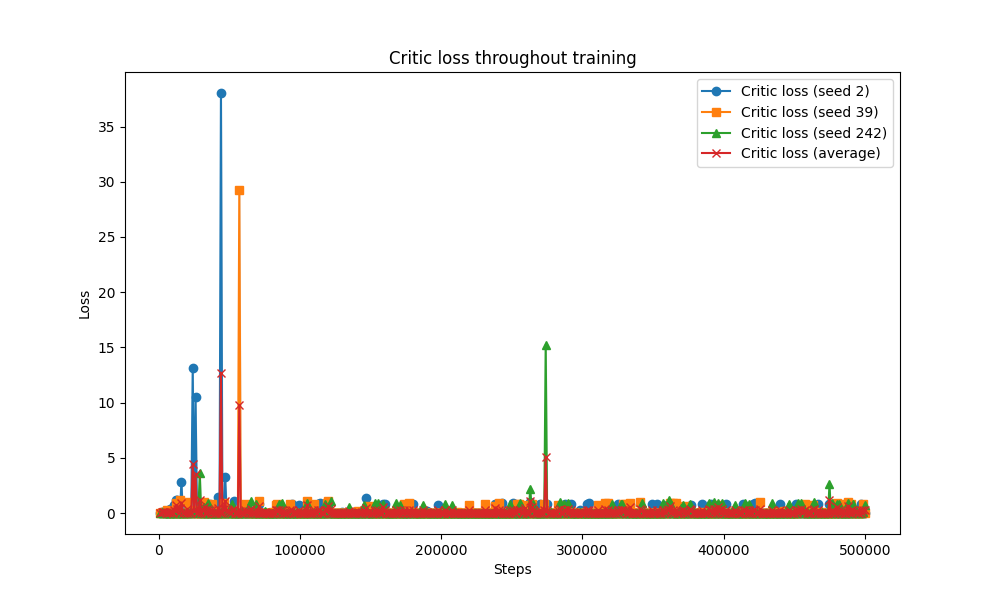 Critic loss throughout training
Critic loss (seed 2)
Critic loss (seed 39)
Critic loss (seed 242)
Critic loss (average)
Loss
35
30
25
20
15
10
5
0
0 100000 200000 300000 400000 500000
Steps